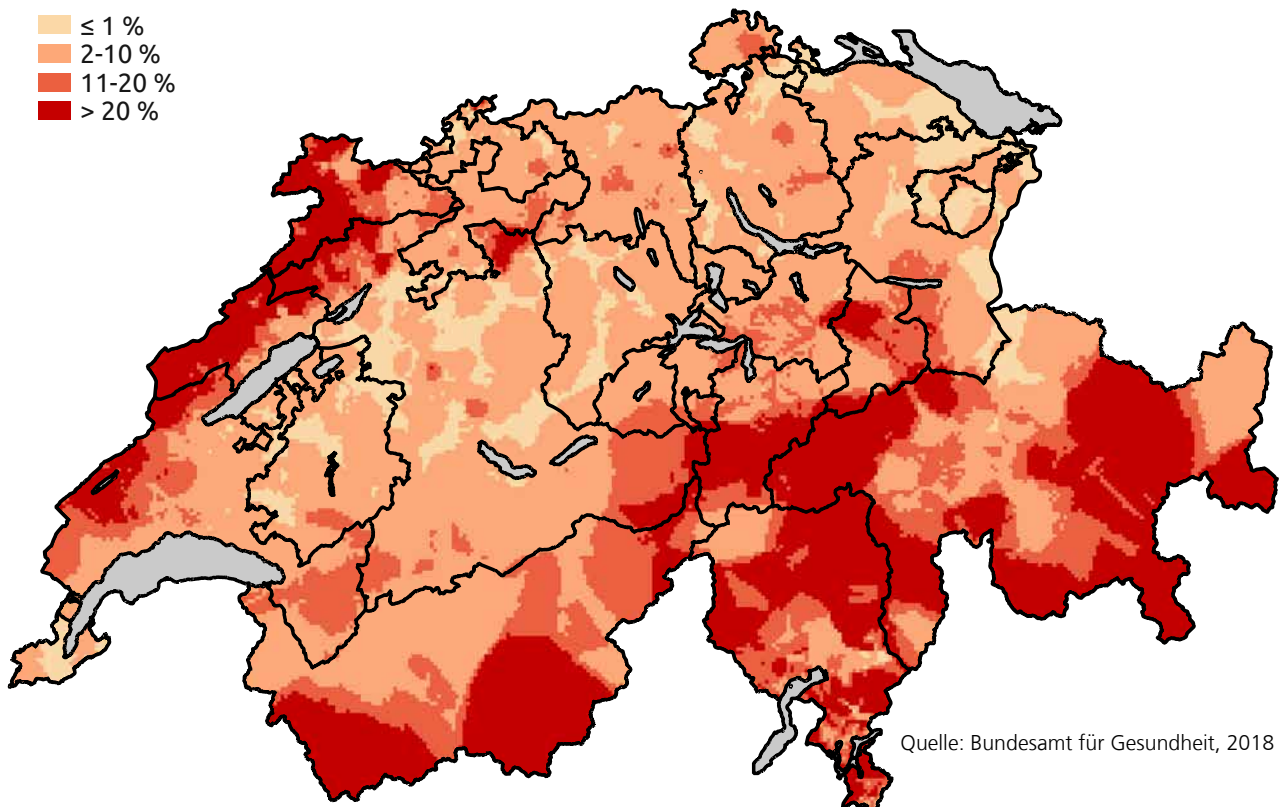 ≤ 1 %
2-10 %
11-20 %
> 20 %
Quelle: Bundesamt für Gesundheit, 2018